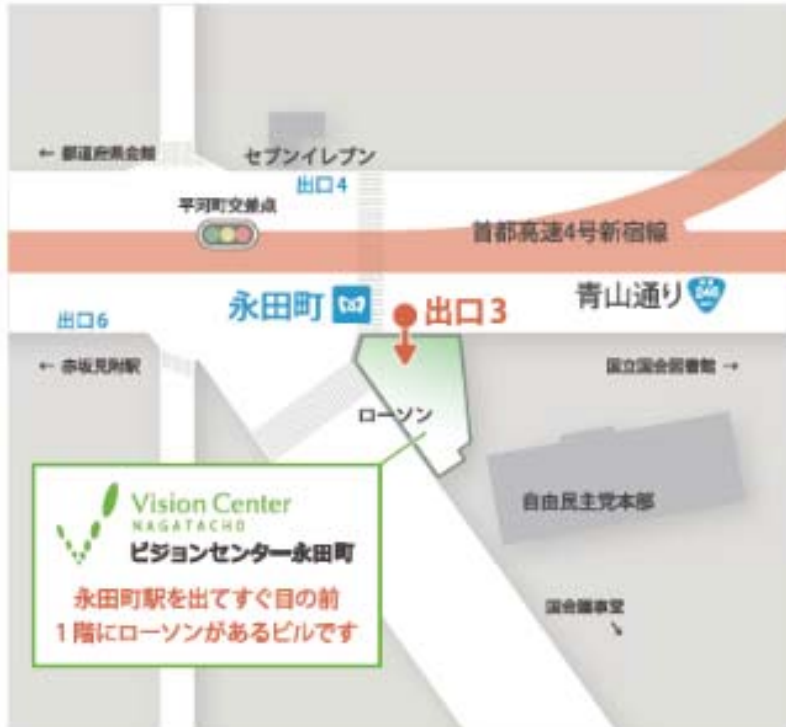 ← 都道府県会館
セブンイレブン
出口4
平河町交差点
首都高速4号新宿線
永田町
出口3
青山通り
246
出口6
← 赤坂見附駅
国立国会図書館 →
ローソン
自由民主党本部
Vision Center
NAGATACHO
ビジョンセンター永田町
永田町駅を出てすぐ目の前
1階にローソンがあるビルです
国会議事堂
↘